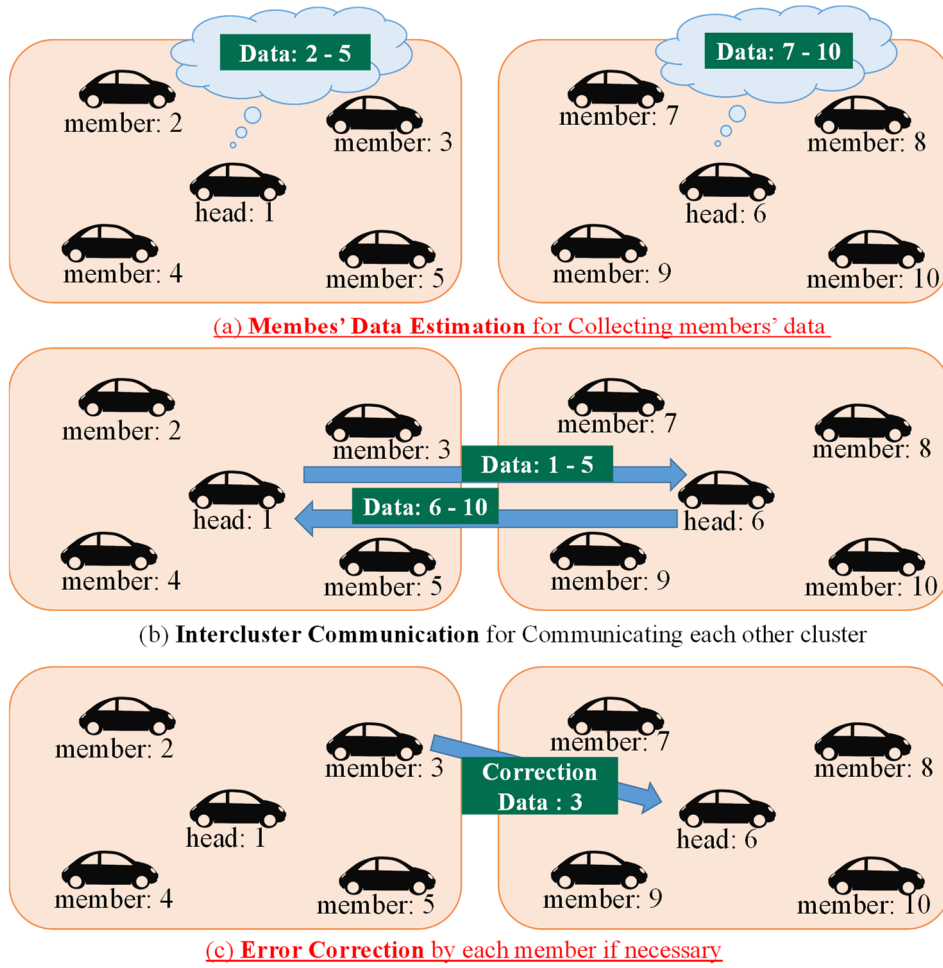 Data: 2 - 5
Data: 7 - 10
member: 2
member: 3
head: 1
member: 4
member: 5
member: 7
member: 8
head: 6
member: 9
member: 10
(a) Membes’ Data Estimation for Collecting members’ data
member: 2
member: 3
head: 1
member: 4
member: 5
member: 7
member: 8
head: 6
member: 9
member: 10
Data: 1 - 5
Data: 6 - 10
(b) Intercluster Communication for Communicating each other cluster
member: 2
member: 3
head: 1
member: 4
member: 5
Correction
Data : 3
member: 7
member: 8
head: 6
member: 9
member: 10
(c) Error Correction by each member if necessary